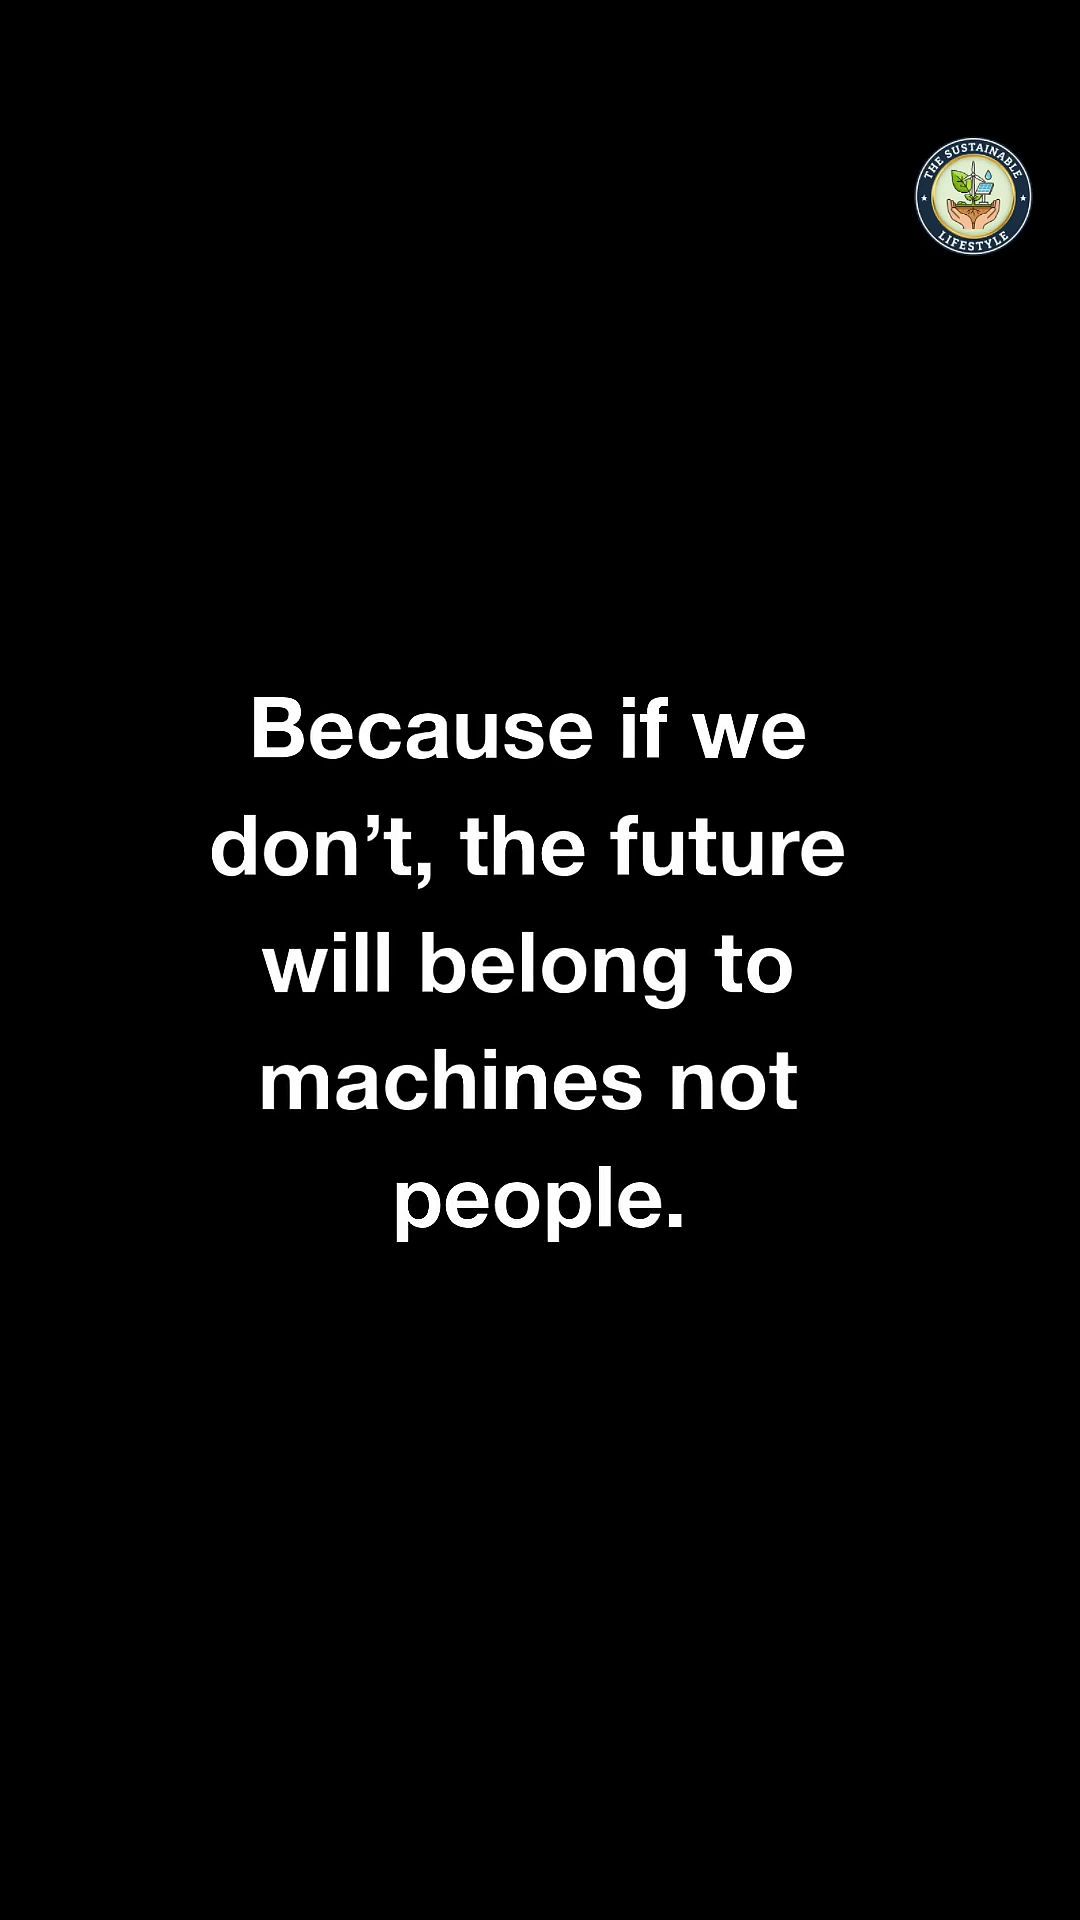 THE SUSTAINABLE
LIFESTYLE
Because if we
don’t, the future
will belong to
machines not
people.